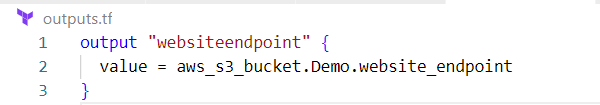 outputs.tf
1 output "websiteendpoint" {
2   value = aws_s3_bucket.Demo.website_endpoint
3 }